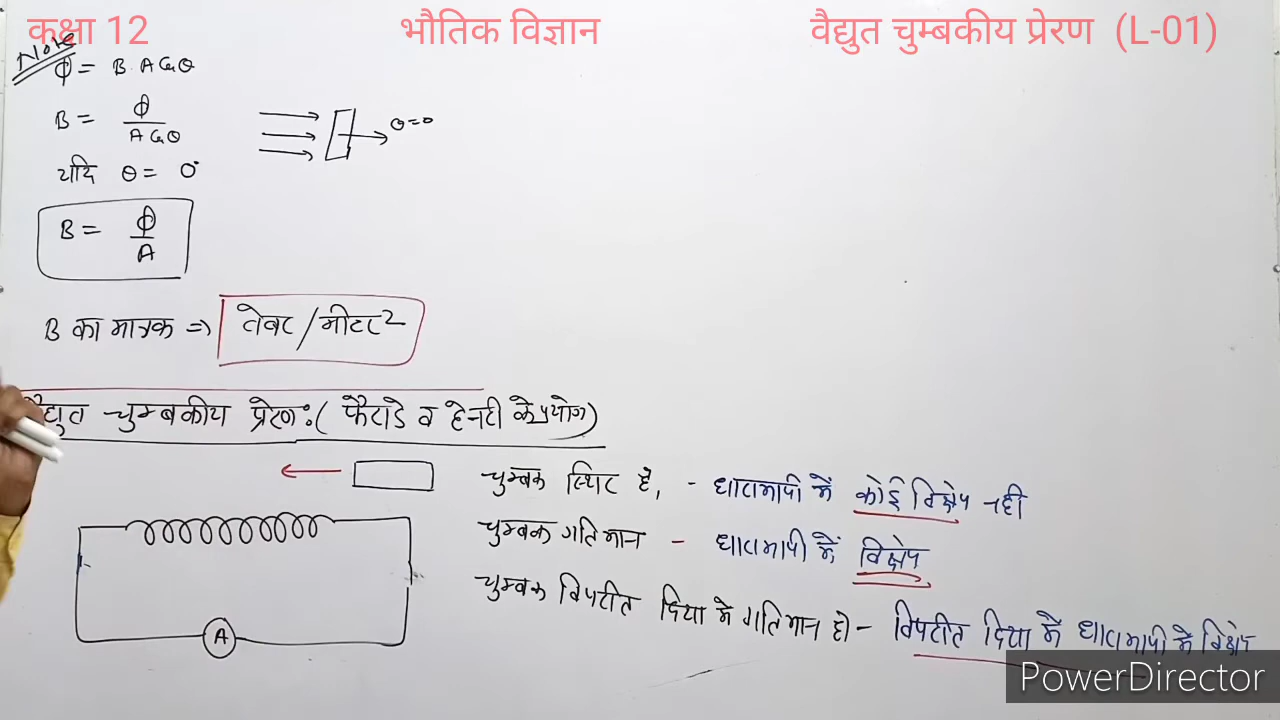 कक्षा 12 भौतिक विज्ञान वैद्युत चुम्बकीय प्रेरण (L-01)
Note
ϕ = B.A Cosθ
B = ϕ / A Cosθ
θ=0
यदि θ = 0°
B = ϕ / A
B का मात्रक ⇒ वेबर/मीटर²
वैद्युत चुम्बकीय प्रेरण:( फैराडे व हेनरी के प्रयोग)
चुम्बक स्थिर है, - धारामापी में कोई विक्षेप नही
चुम्बक गतिमान - धारामापी में विक्षेप
चुम्बक विपरीत दिशा मे गतिमान हो - विपरीत दिशा में धारामापी मे विक्षेप
A
PowerDirector